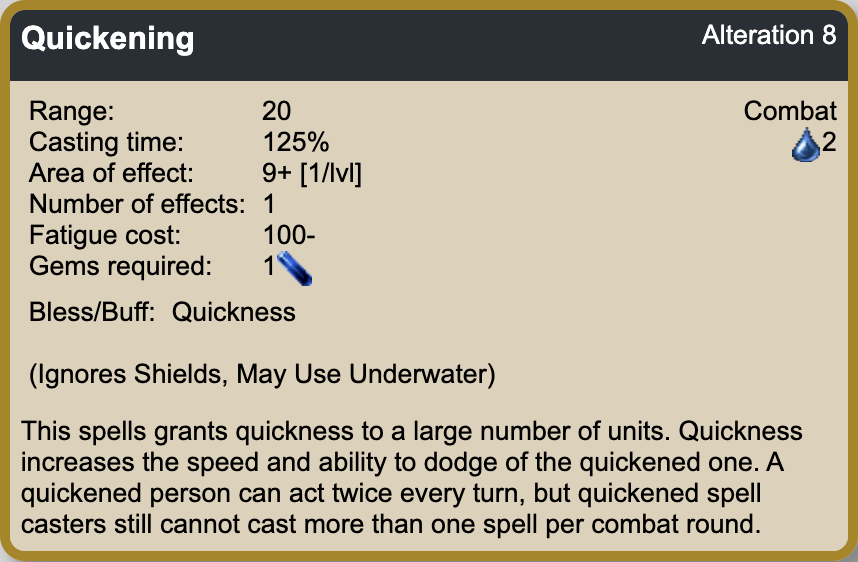 Quickening
Alteration 8
Range: 20
Combat
Casting time: 125%
2
Area of effect: 9+ [1/lvl]
Number of effects: 1
Fatigue cost: 100-
Gems required: 1
Bless/Buff: Quickness
(Ignores Shields, May Use Underwater)
This spells grants quickness to a large number of units. Quickness
increases the speed and ability to dodge of the quickened one. A
quickened person can act twice every turn, but quickened spell
casters still cannot cast more than one spell per combat round.